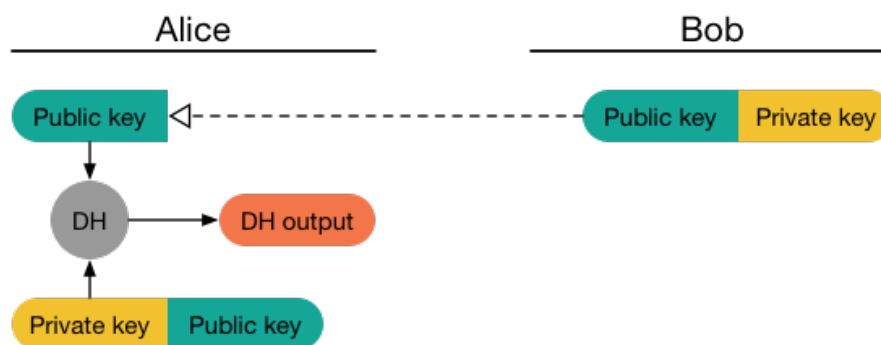 Alice
Bob
Public key
Public key
Private key
DH
DH output
Private key
Public key